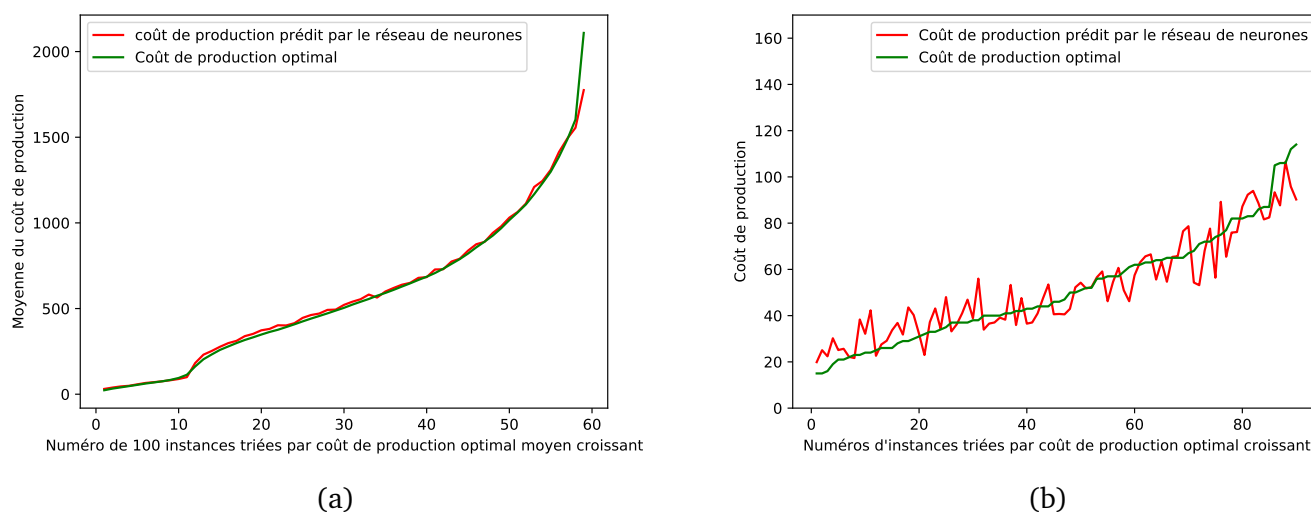 coût de production prédit par le réseau de neurones
Coût de production optimal
Moyenne du coût de production
2000
1500
1000
500
0
0 10 20 30 40 50 60
Numéro de 100 instances triées par coût de production optimal moyen croissant
(a)
Coût de production prédit par le réseau de neurones
Coût de production optimal
Coût de production
160
140
120
100
80
60
40
20
0
0 20 40 60 80
Numéros d'instances triées par coût de production optimal croissant
(b)